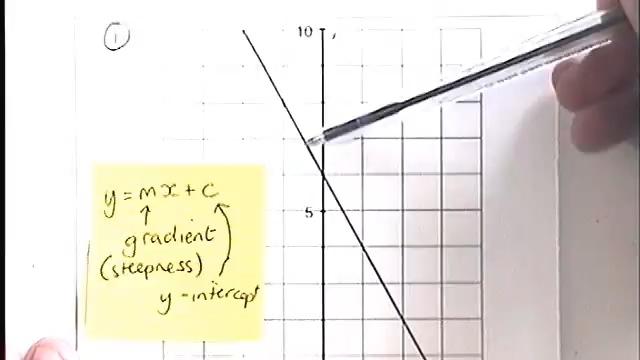 1
10
y = mx + c
5
gradient
(steepness)
y-intercept